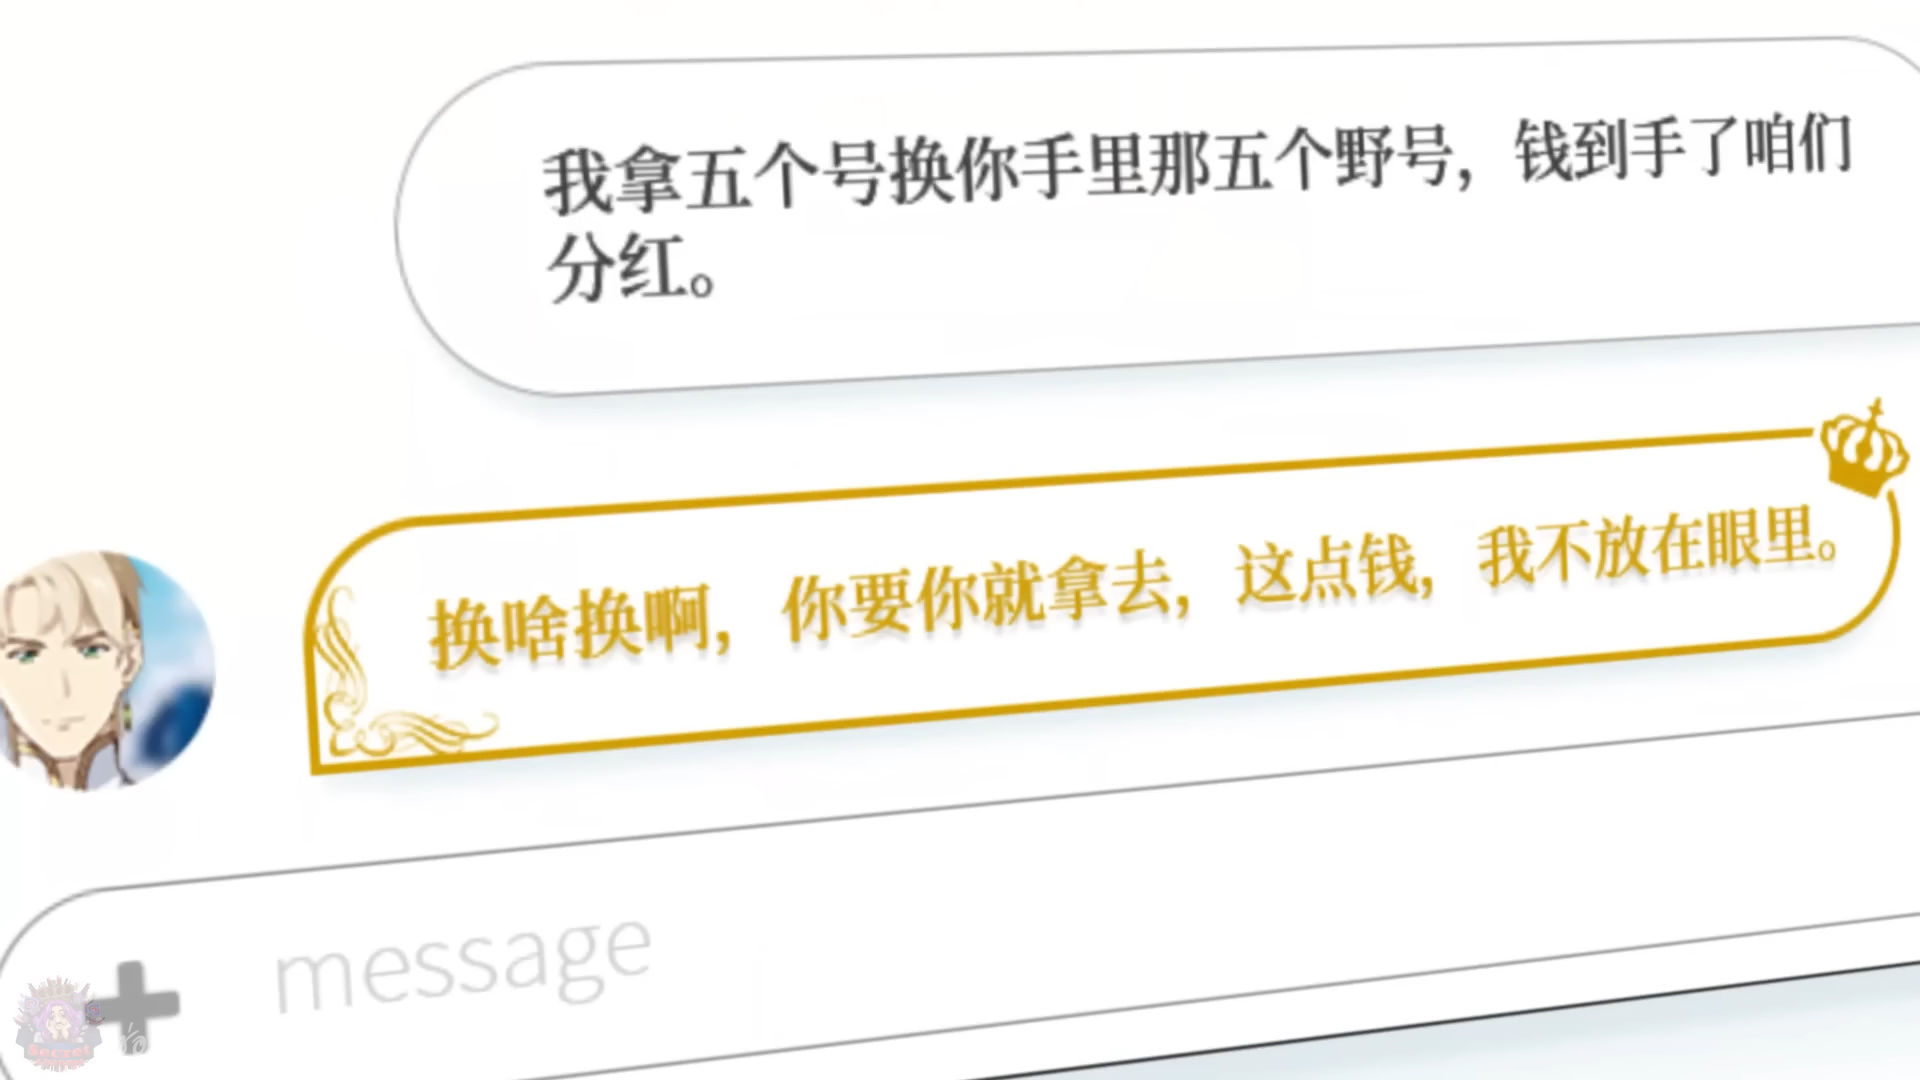 我拿五个号换你手里那五个野号，钱到手了咱们
分红。
换啥换啊，你要你就拿去，这点钱，我不放在眼里。
message
Secret